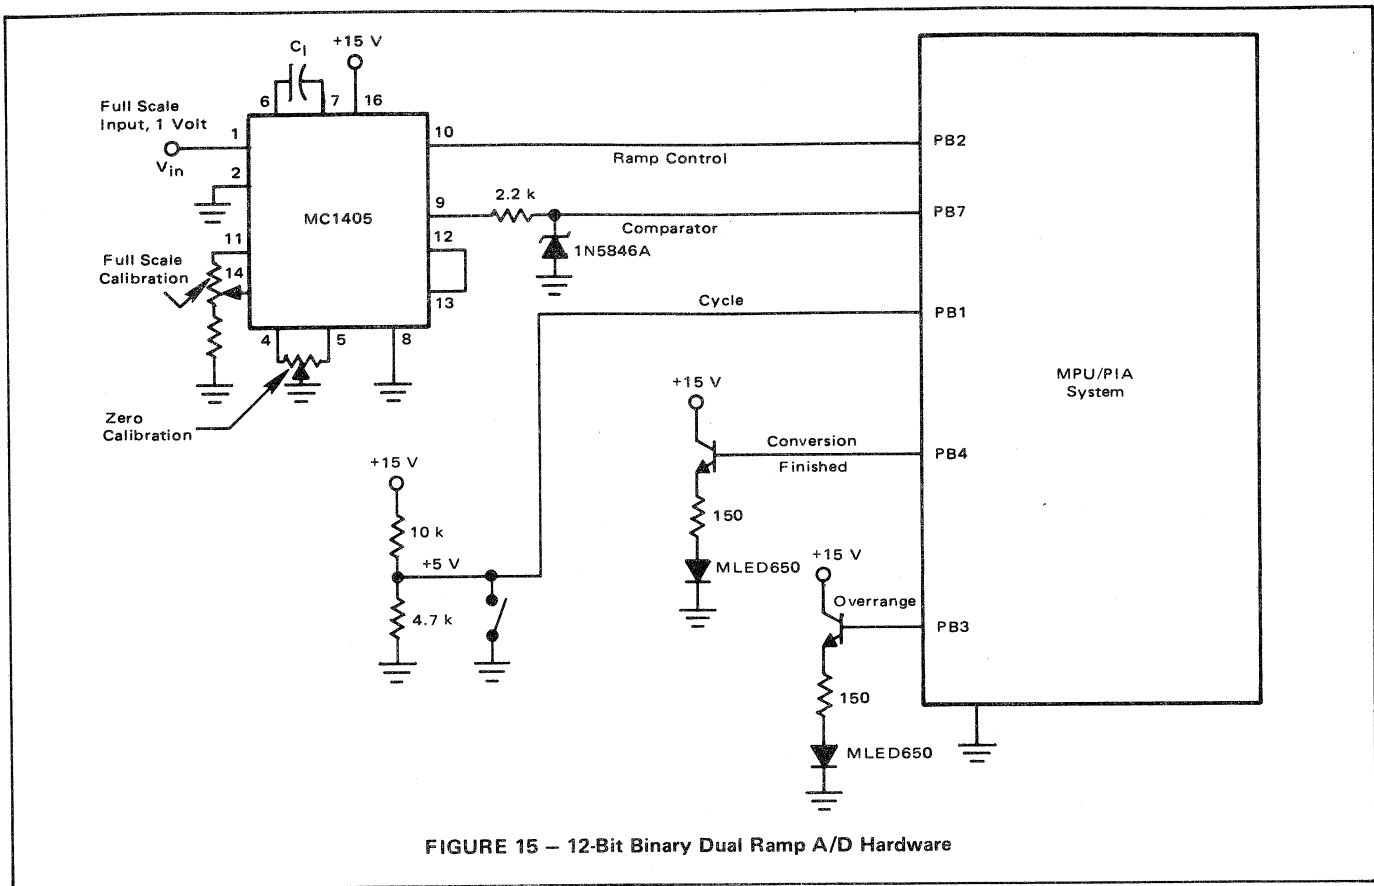 C_I
+15 V
6
7
16
Full Scale
Input, 1 Volt
1
V_in
2
10
Ramp Control
PB2
MC1405
9
2.2 k
Comparator
PB7
1N5846A
11
12
Full Scale
Calibration
14
13
4
5
8
Cycle
PB1
Zero
Calibration
MPU/PIA
System
+15 V
Conversion
Finished
PB4
150
MLED650
+15 V
10 k
+5 V
4.7 k
+15 V
Overrange
PB3
150
MLED650
FIGURE 15 – 12-Bit Binary Dual Ramp A/D Hardware